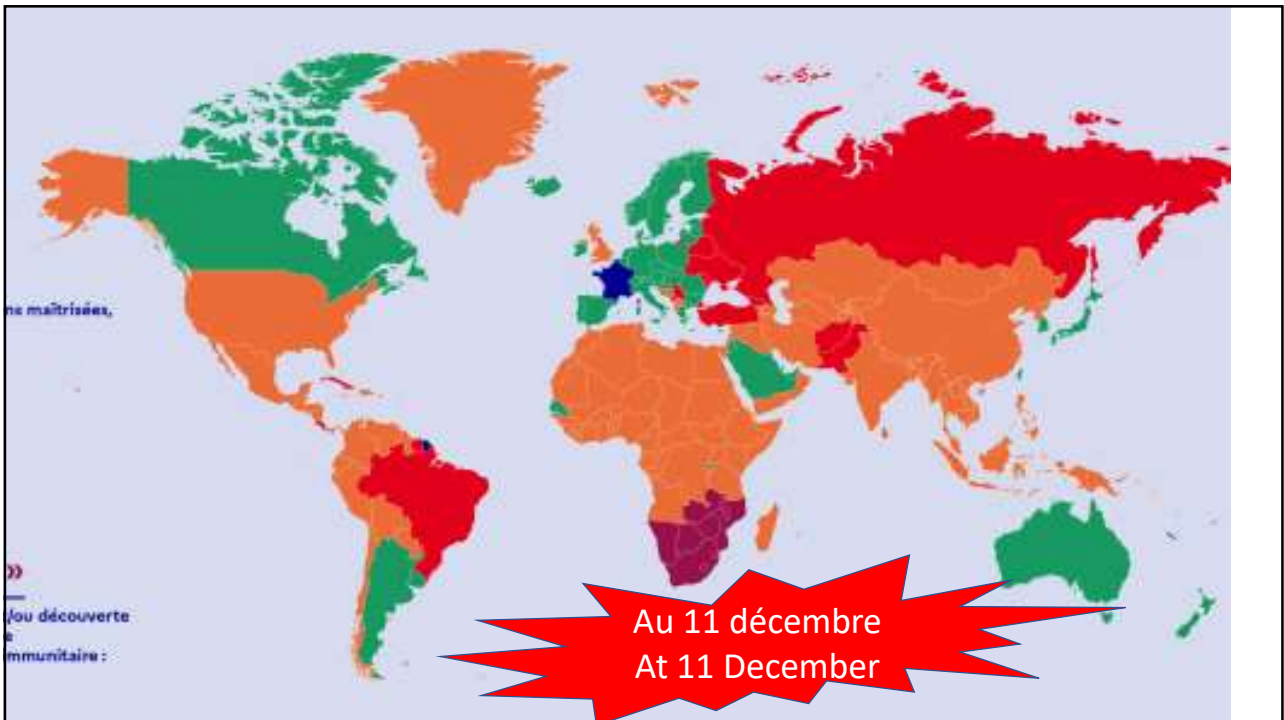 ns maîtrisées,
»
/ou découverte
e
mmunitaire :
Au 11 décembre
At 11 December